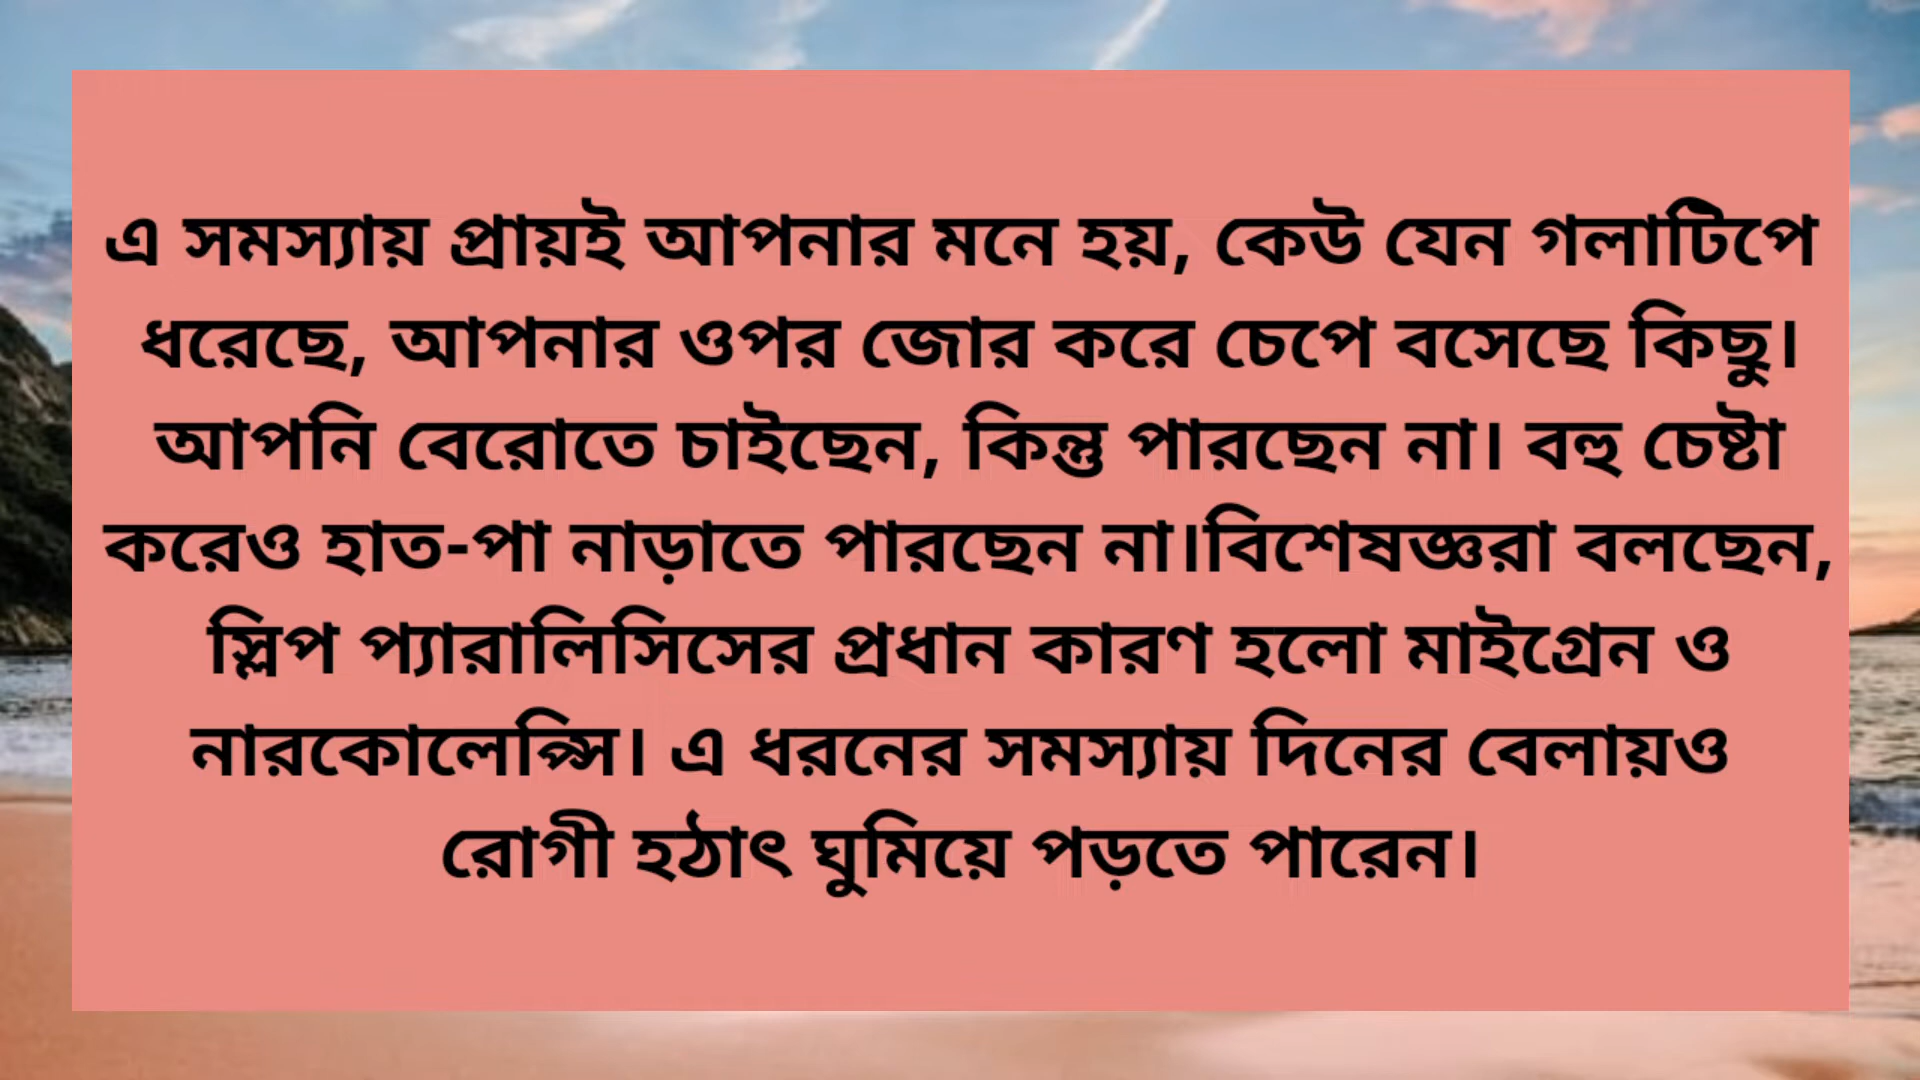 এ সমস্যায় প্রায়ই আপনার মনে হয়, কেউ যেন গলাটিপে
ধরেছে, আপনার ওপর জোর করে চেপে বসেছে কিছু।
আপনি বেরোতে চাইছেন, কিন্তু পারছেন না। বহু চেষ্টা
করেও হাত-পা নাড়াতে পারছেন না।বিশেষজ্ঞরা বলছেন,
স্লিপ প্যারালিসিসের প্রধান কারণ হলো মাইগ্রেন ও
নারকোলেপ্সি। এ ধরনের সমস্যায় দিনের বেলায়ও
রোগী হঠাৎ ঘুমিয়ে পড়তে পারেন।